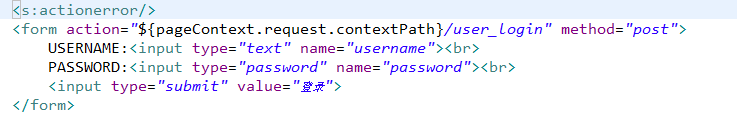 <s:actionerror/>
<form action="${pageContext.request.contextPath}/user_login" method="post">
USERNAME:<input type="text" name="username"><br>
PASSWORD:<input type="password" name="password"><br>
<input type="submit" value="登录">
</form>